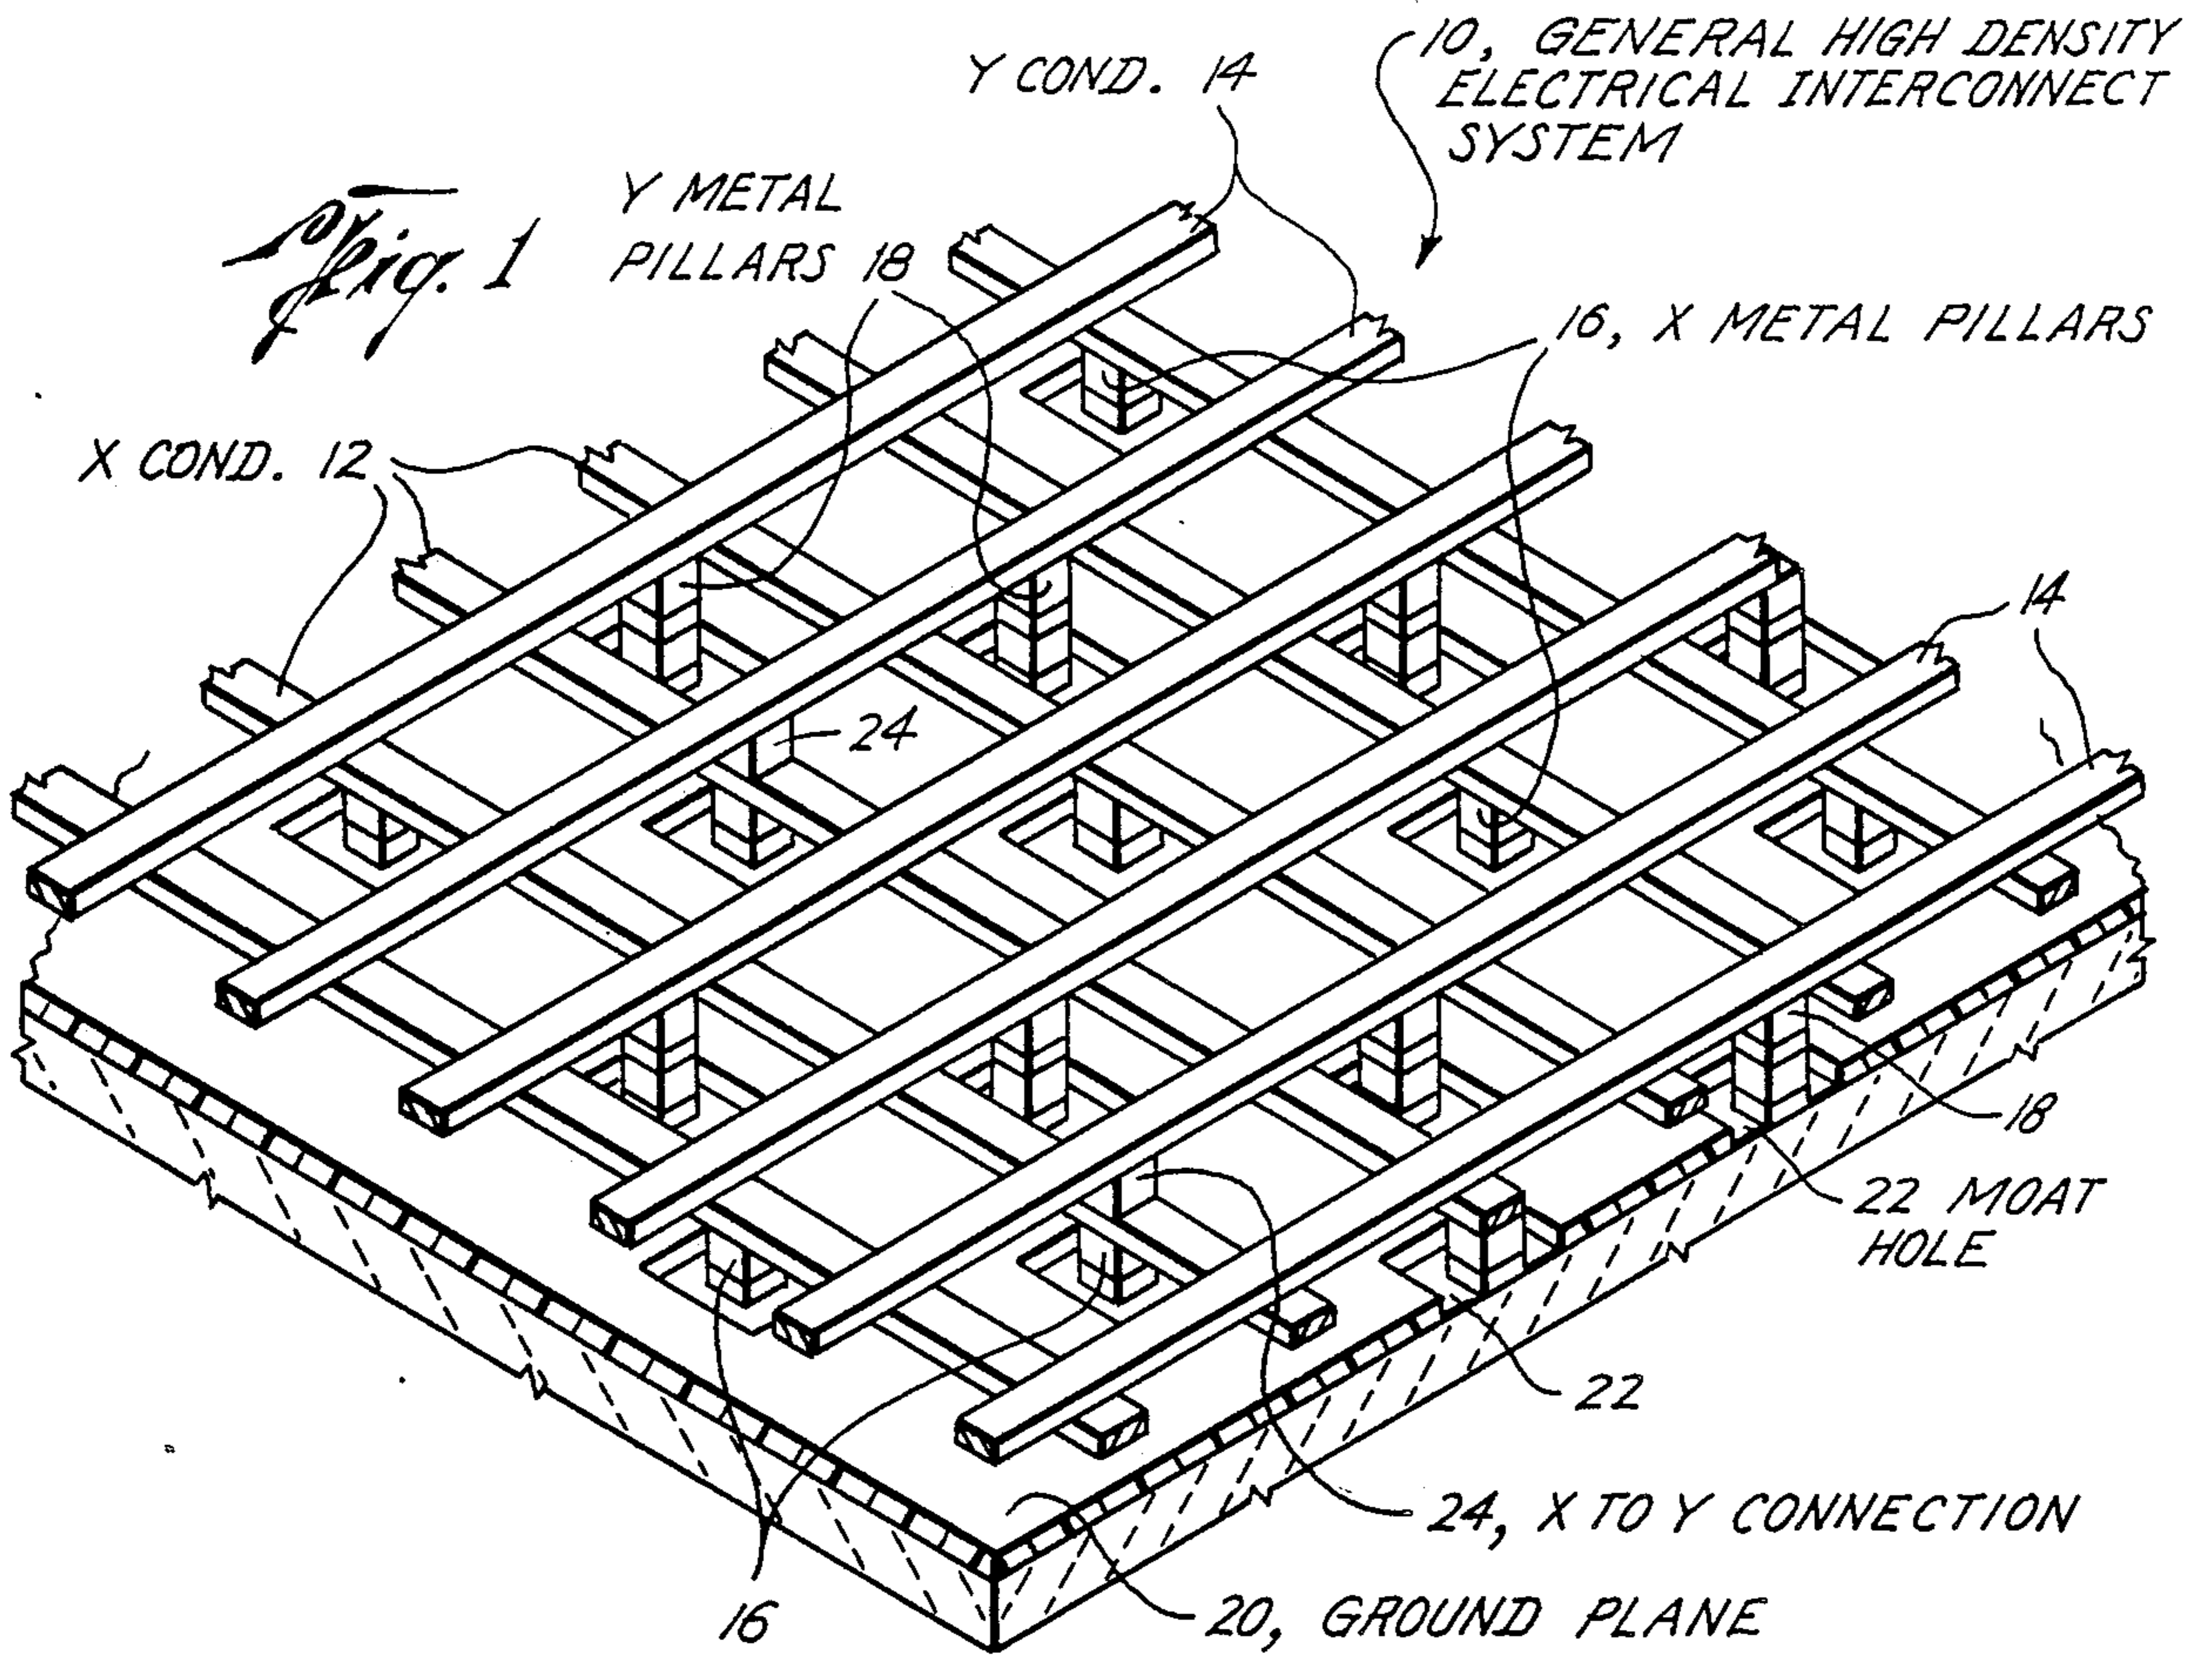 10, GENERAL HIGH DENSITY
ELECTRICAL INTERCONNECT
SYSTEM
Y COND. 14
Fig. 1
Y METAL
PILLARS 18
16, X METAL PILLARS
X COND. 12
14
24
18
22 MOAT
HOLE
22
24, X TO Y CONNECTION
16
20, GROUND PLANE